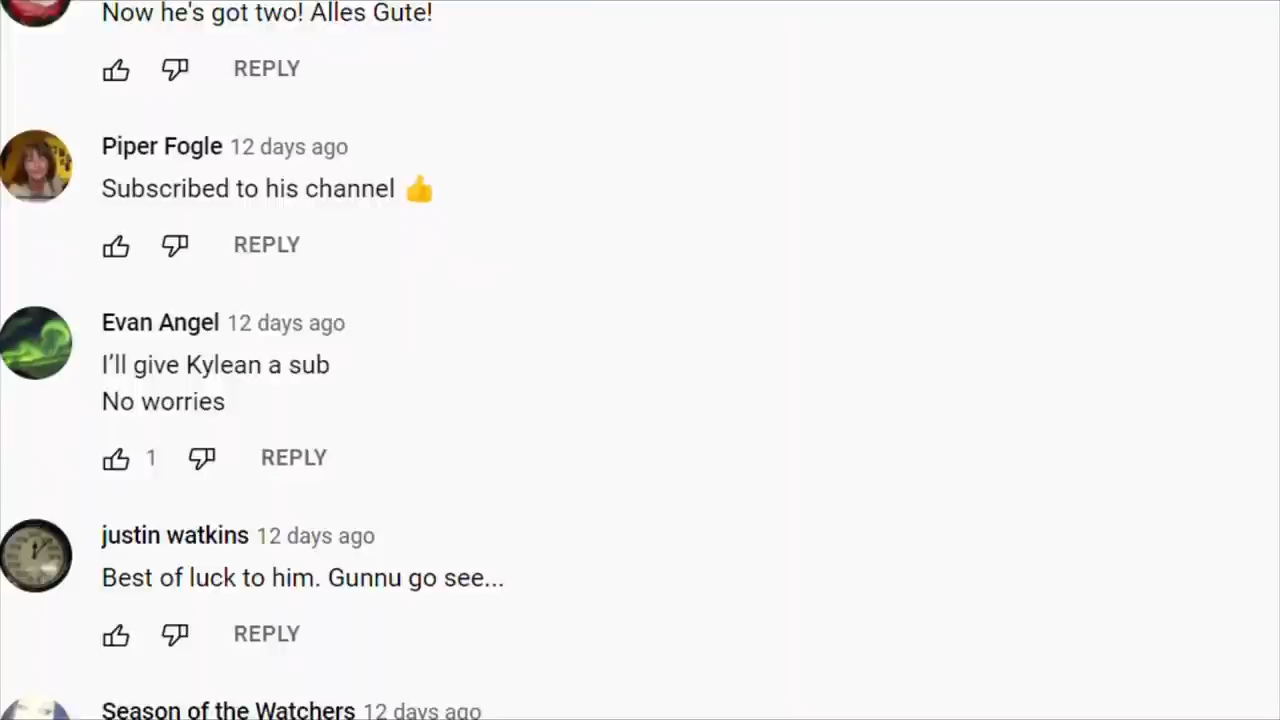 Now he's got two! Alles Gute!
REPLY
Piper Fogle 12 days ago
Subscribed to his channel 👍
REPLY
Evan Angel 12 days ago
I'll give Kylean a sub
No worries
1 REPLY
justin watkins 12 days ago
Best of luck to him. Gunnu go see...
REPLY
Season of the Watchers 12 days ago